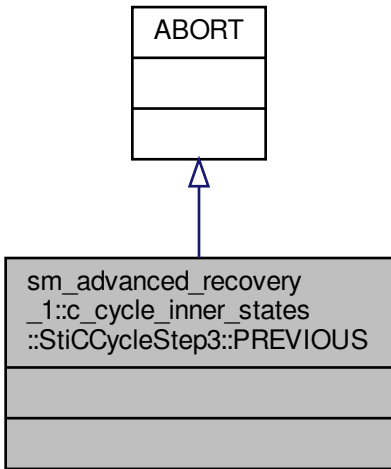 ABORT
sm_advanced_recovery
_1::c_cycle_inner_states
::StiCCycleStep3::PREVIOUS